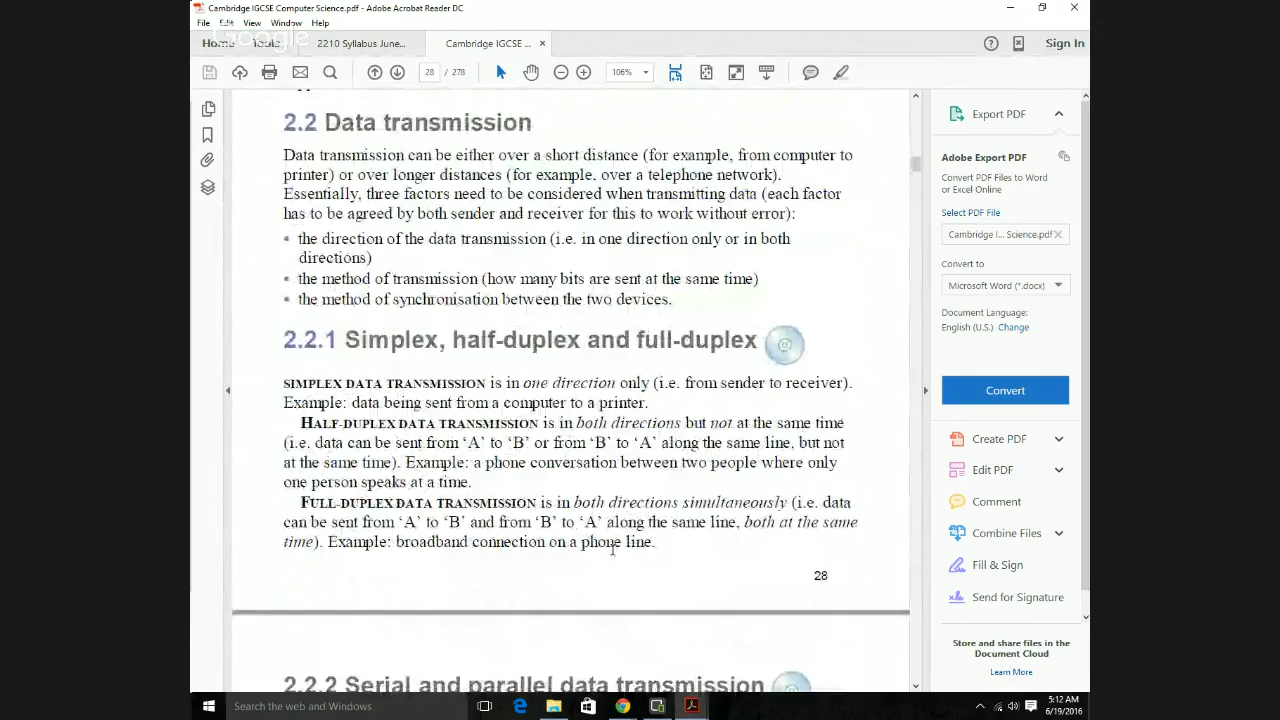 Cambridge IGCSE Computer Science.pdf - Adobe Acrobat Reader DC
File Edit View Window Help
Google
Home Tools 2210 Syllabus June... Cambridge IGCSE ... × Sign In
28 / 278 106%
2.2 Data transmission
Data transmission can be either over a short distance (for example, from computer to
printer) or over longer distances (for example, over a telephone network).
Essentially, three factors need to be considered when transmitting data (each factor
has to be agreed by both sender and receiver for this to work without error):
• the direction of the data transmission (i.e. in one direction only or in both
directions)
• the method of transmission (how many bits are sent at the same time)
• the method of synchronisation between the two devices.
2.2.1 Simplex, half-duplex and full-duplex
SIMPLEX DATA TRANSMISSION is in one direction only (i.e. from sender to receiver).
Example: data being sent from a computer to a printer.
HALF-DUPLEX DATA TRANSMISSION is in both directions but not at the same time
(i.e. data can be sent from ‘A’ to ‘B’ or from ‘B’ to ‘A’ along the same line, but not
at the same time). Example: a phone conversation between two people where only
one person speaks at a time.
FULL-DUPLEX DATA TRANSMISSION is in both directions simultaneously (i.e. data
can be sent from ‘A’ to ‘B’ and from ‘B’ to ‘A’ along the same line, both at the same
time). Example: broadband connection on a phone line.
28
2.2.2 Serial and parallel data transmission
Export PDF
Adobe Export PDF
Convert PDF Files to Word
or Excel Online
Select PDF File
Cambridge I... Science.pdf ×
Convert to
Microsoft Word (*.docx)
Document Language:
English (U.S.) Change
Convert
Create PDF
Edit PDF
Comment
Combine Files
Fill & Sign
Send for Signature
Store and share files in the
Document Cloud
Learn More
Search the web and Windows
5:12 AM
6/19/2016